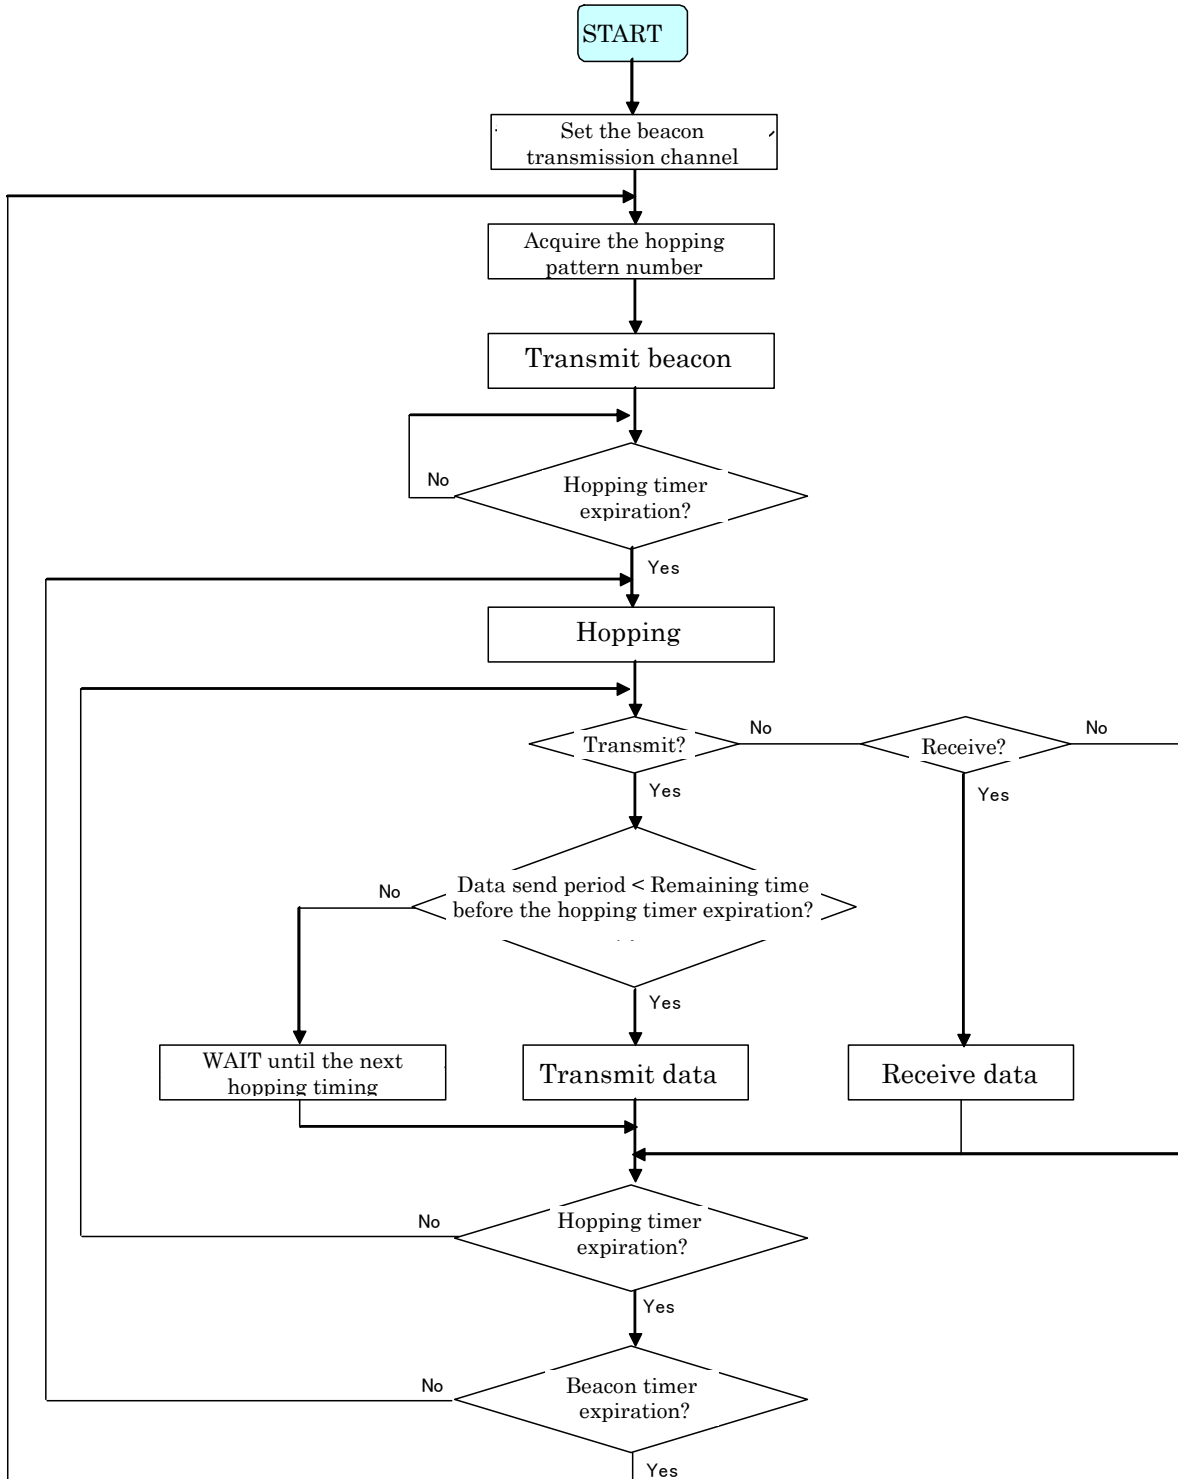 START
Set the beacon
transmission channel
Acquire the hopping
pattern number
Transmit beacon
No
Hopping timer
expiration?
Yes
Hopping
Transmit?
No
Receive?
No
Yes
Yes
No
Data send period < Remaining time
before the hopping timer expiration?
Yes
WAIT until the next
hopping timing
Transmit data
Receive data
No
Hopping timer
expiration?
Yes
No
Beacon timer
expiration?
Yes